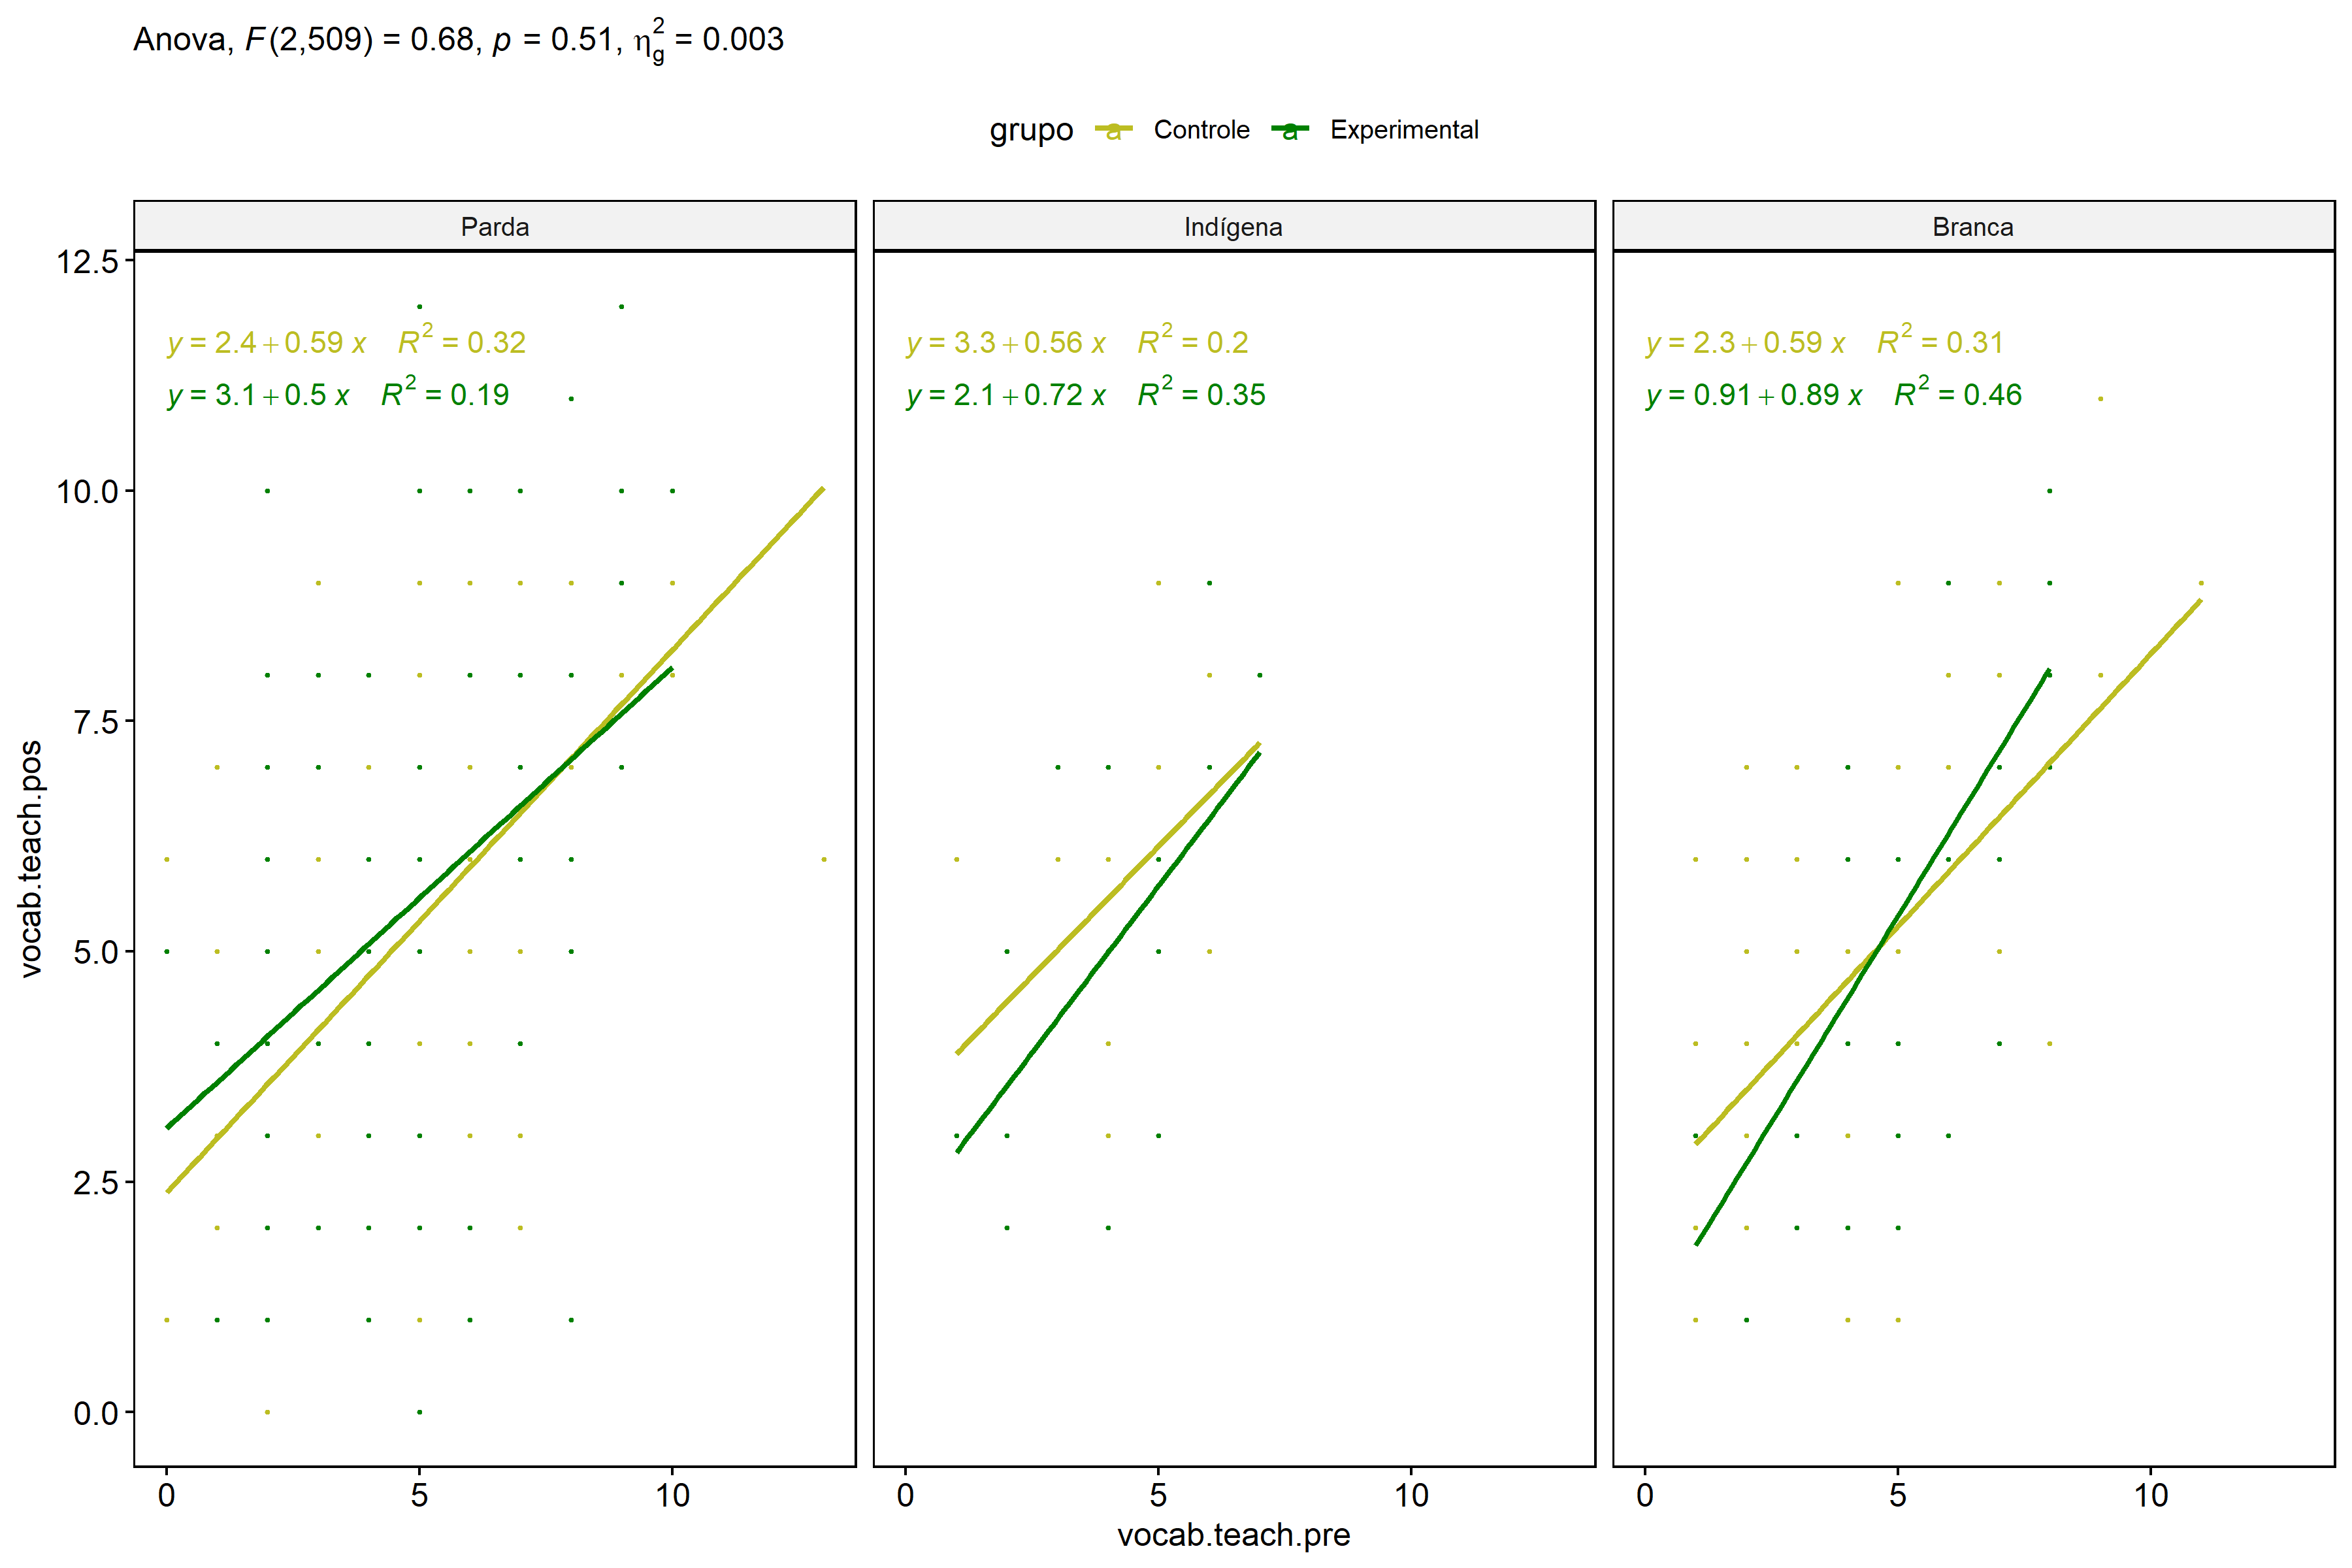 Anova, F(2,509) = 0.68, p = 0.51, η²g = 0.003
grupo a Controle a Experimental
Parda
Indígena
Branca
y = 2.4 + 0.59 x R² = 0.32
y = 3.1 + 0.5 x R² = 0.19
y = 3.3 + 0.56 x R² = 0.2
y = 2.1 + 0.72 x R² = 0.35
y = 2.3 + 0.59 x R² = 0.31
y = 0.91 + 0.89 x R² = 0.46
vocab.teach.pos
12.5
10.0
7.5
5.0
2.5
0.0
0 5 10
0 5 10
0 5 10
vocab.teach.pre